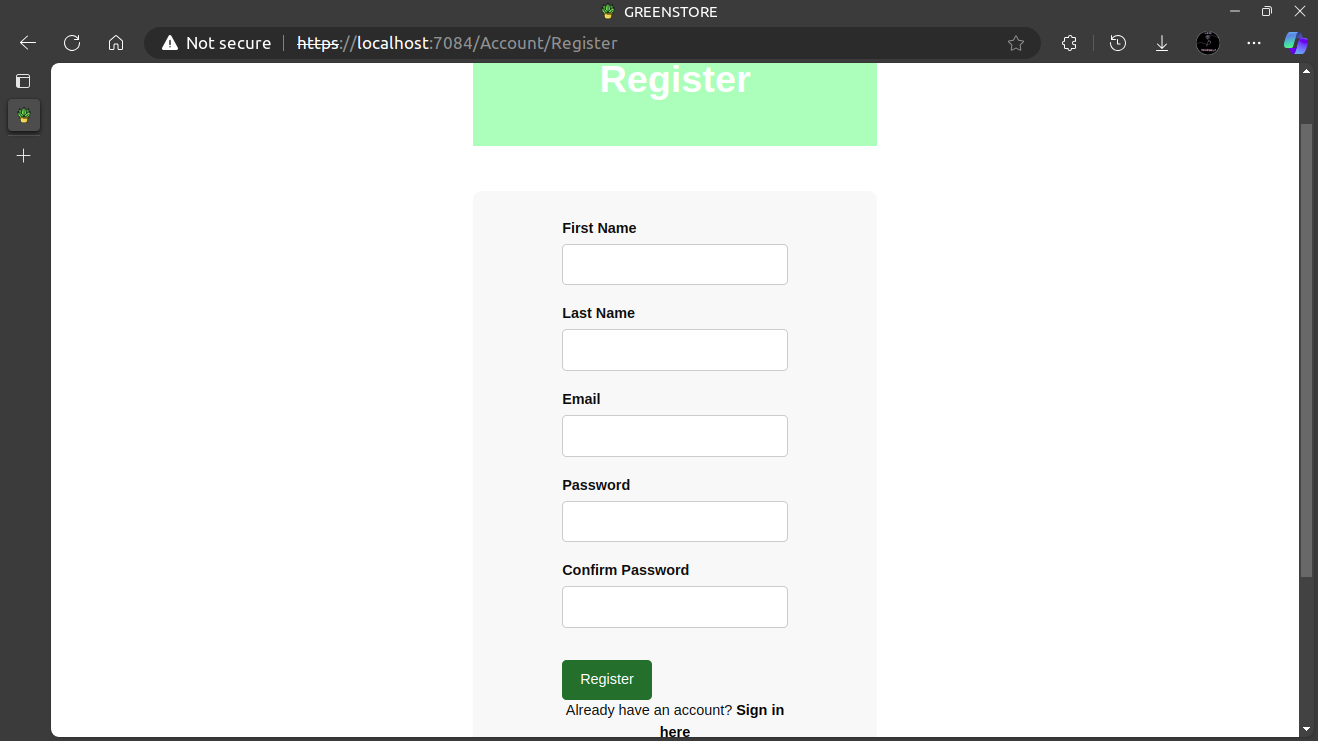 GREENSTORE
Not secure
https://localhost:7084/Account/Register
Register
First Name
Last Name
Email
Password
Confirm Password
Register
Already have an account? Sign in
here